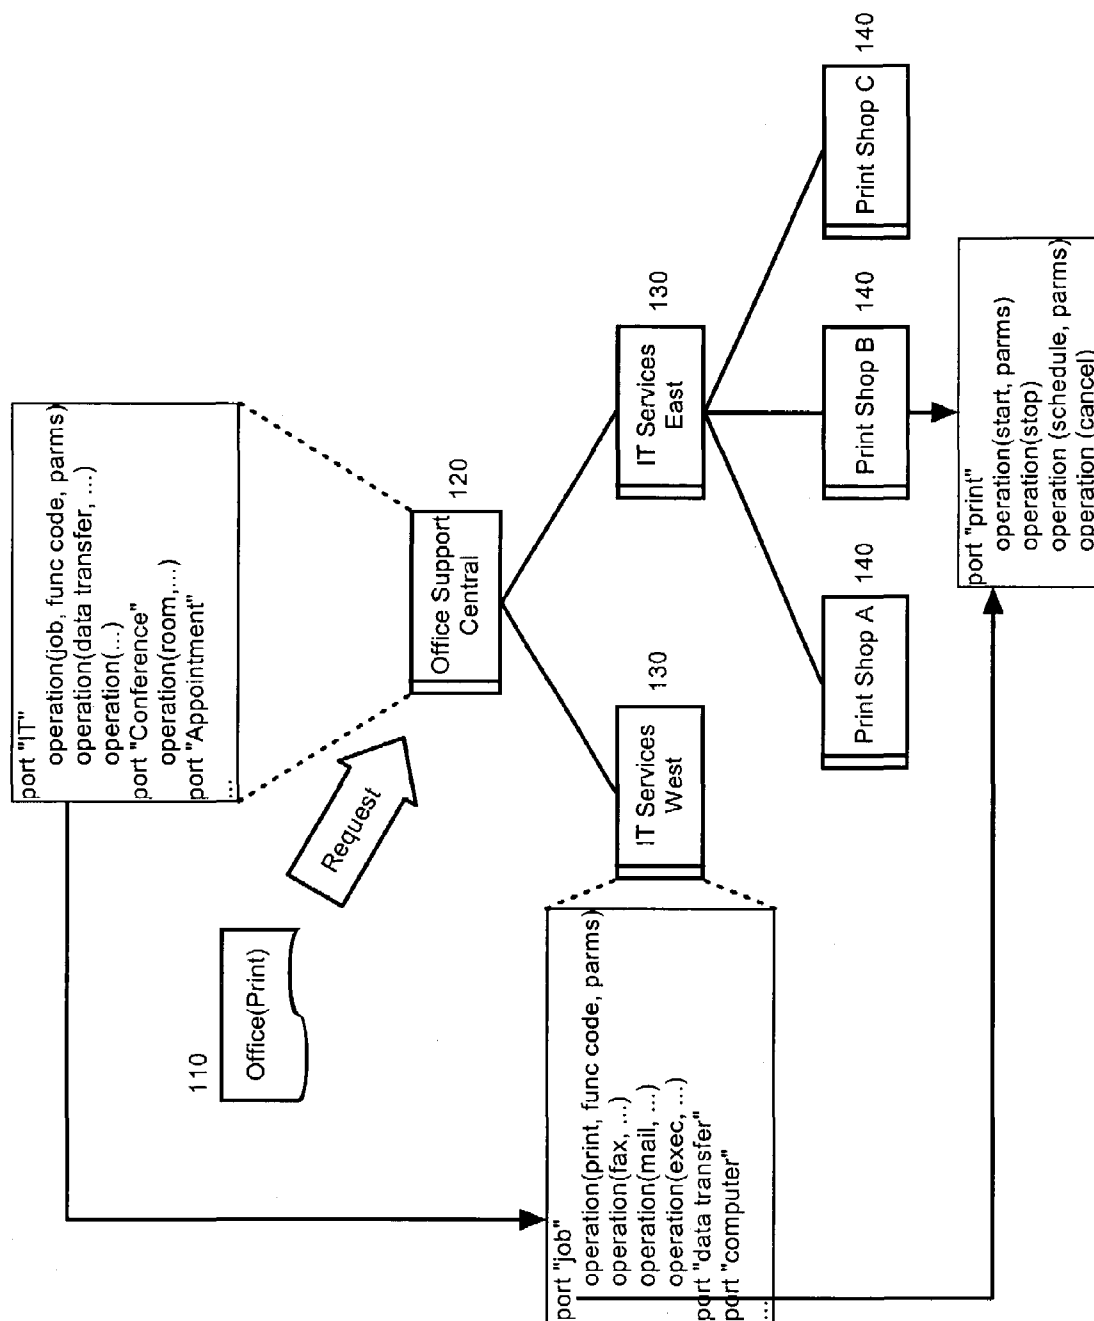 port "IT"
operation(job, func code, parms)
operation(data transfer, ...)
operation(...)
port "Conference"
operation(room,...)
port "Appointment"
...
110
Office(Print)
Request
Office Support
Central
120
port "job"
operation(print, func code, parms)
operation(fax, ...)
operation(mail, ...)
operation(exec, ...)
port "data transfer"
port "computer"
...
IT Services
West
130
IT Services
East
130
Print Shop A
140
Print Shop B
140
Print Shop C
140
port "print"
operation(start, parms)
operation(stop)
operation (schedule, parms)
operation (cancel)